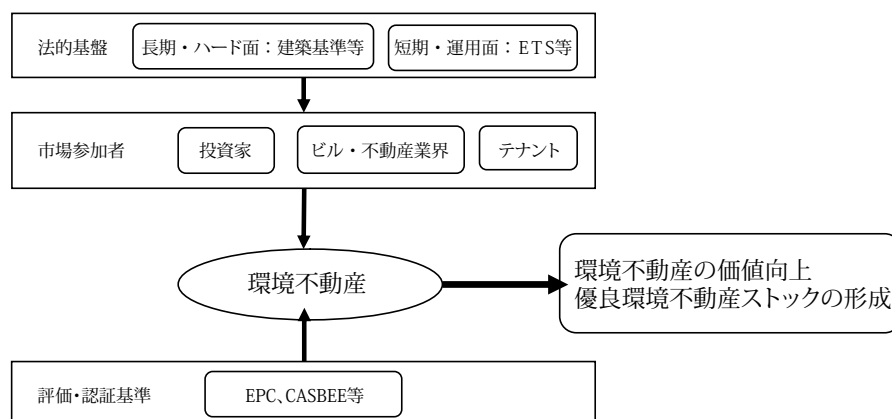 法的基盤
長期・ハード面：建築基準等
短期・運用面：ETS等
市場参加者
投資家
ビル・不動産業界
テナント
環境不動産
環境不動産の価値向上
優良環境不動産ストックの形成
評価・認証基準
EPC、CASBEE等